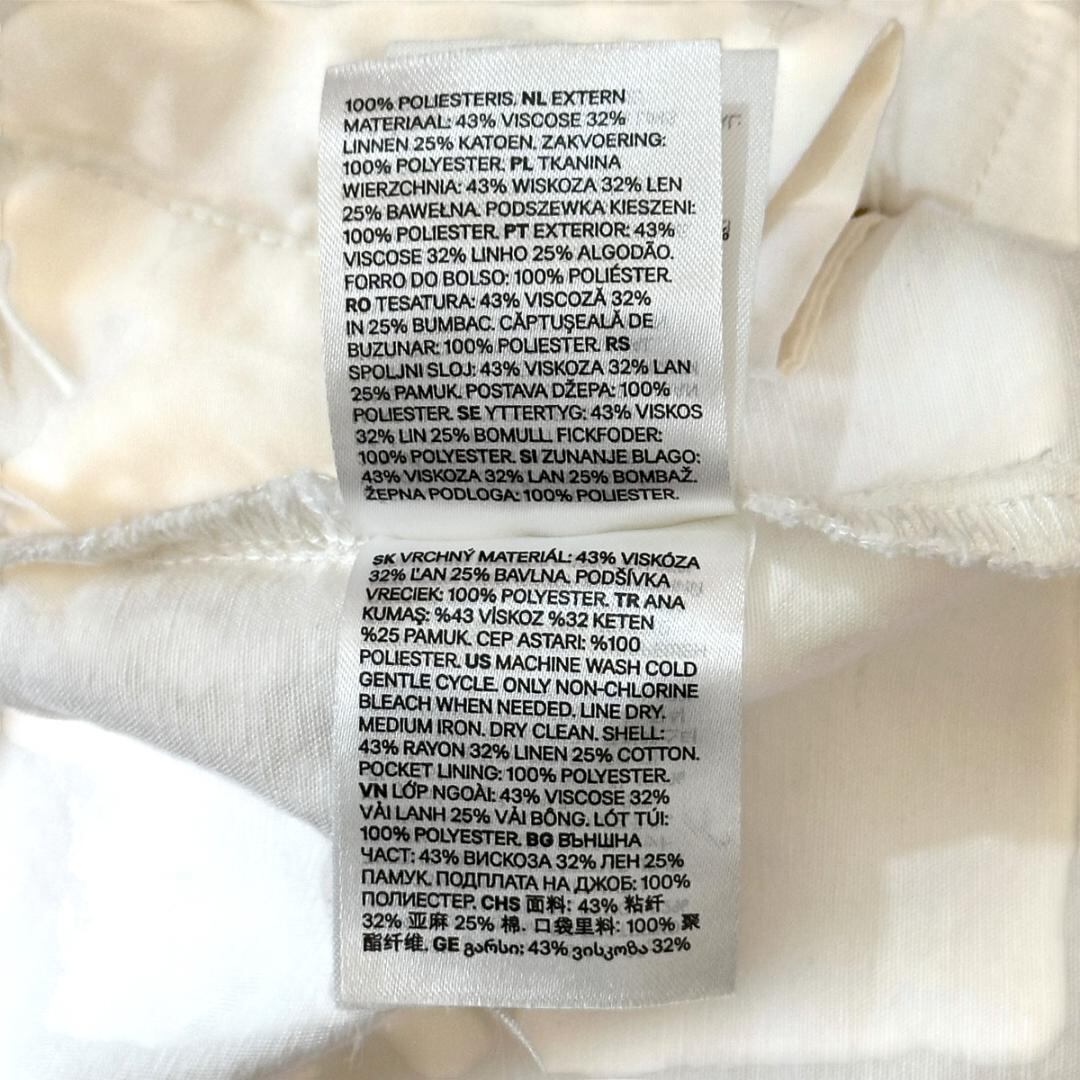 100% POLIESTERIS. NL EXTERN
MATERIAAL: 43% VISCOSE 32%
LINNEN 25% KATOEN. ZAKVOERING:
100% POLYESTER. PL TKANINA
WIERZCHNIA: 43% WISKOZA 32% LEN
25% BAWEŁNA. PODSZEWKA KIESZENI:
100% POLIESTER. PT EXTERIOR: 43%
VISCOSE 32% LINHO 25% ALGODÃO.
FORRO DO BOLSO: 100% POLIÉSTER.
RO TESATURA: 43% VISCOZĂ 32%
IN 25% BUMBAC. CĂPTUȘEALĂ DE
BUZUNAR: 100% POLIESTER. RS
SPOLJNI SLOJ: 43% VISKOZA 32% LAN
25% PAMUK. POSTAVA DŽEPA: 100%
POLIESTER. SE YTTERTYG: 43% VISKOS
32% LIN 25% BOMULL. FICKFODER:
100% POLYESTER. SI ZUNANJE BLAGO:
43% VISKOZA 32% LAN 25% BOMBAŽ.
ŽEPNA PODLOGA: 100% POLIESTER.
SK VRCHNÝ MATERIÁL: 43% VISKÓZA
32% ĽAN 25% BAVLNA. PODŠÍVKA
VRECIEK: 100% POLYESTER. TR ANA
KUMAŞ: %43 VİSKOZ %32 KETEN
%25 PAMUK. CEP ASTARI: %100
POLIESTER. US MACHINE WASH COLD
GENTLE CYCLE. ONLY NON-CHLORINE
BLEACH WHEN NEEDED. LINE DRY.
MEDIUM IRON. DRY CLEAN. SHELL:
43% RAYON 32% LINEN 25% COTTON.
POCKET LINING: 100% POLYESTER.
VN LỚP NGOÀI: 43% VISCOSE 32%
VẢI LANH 25% VẢI BÔNG. LÓT TÚI:
100% POLYESTER. BG ВЪНШНА
ЧАСТ: 43% ВИСКОЗА 32% ЛЕН 25%
ПАМУК. ПОДПЛАТА НА ДЖОБ: 100%
ПОЛИЕСТЕР. CHS 面料: 43% 粘纤
32% 亚麻 25% 棉. 口袋里料: 100% 聚
酯纤维. GE გარსი: 43% ვისკოზა 32%